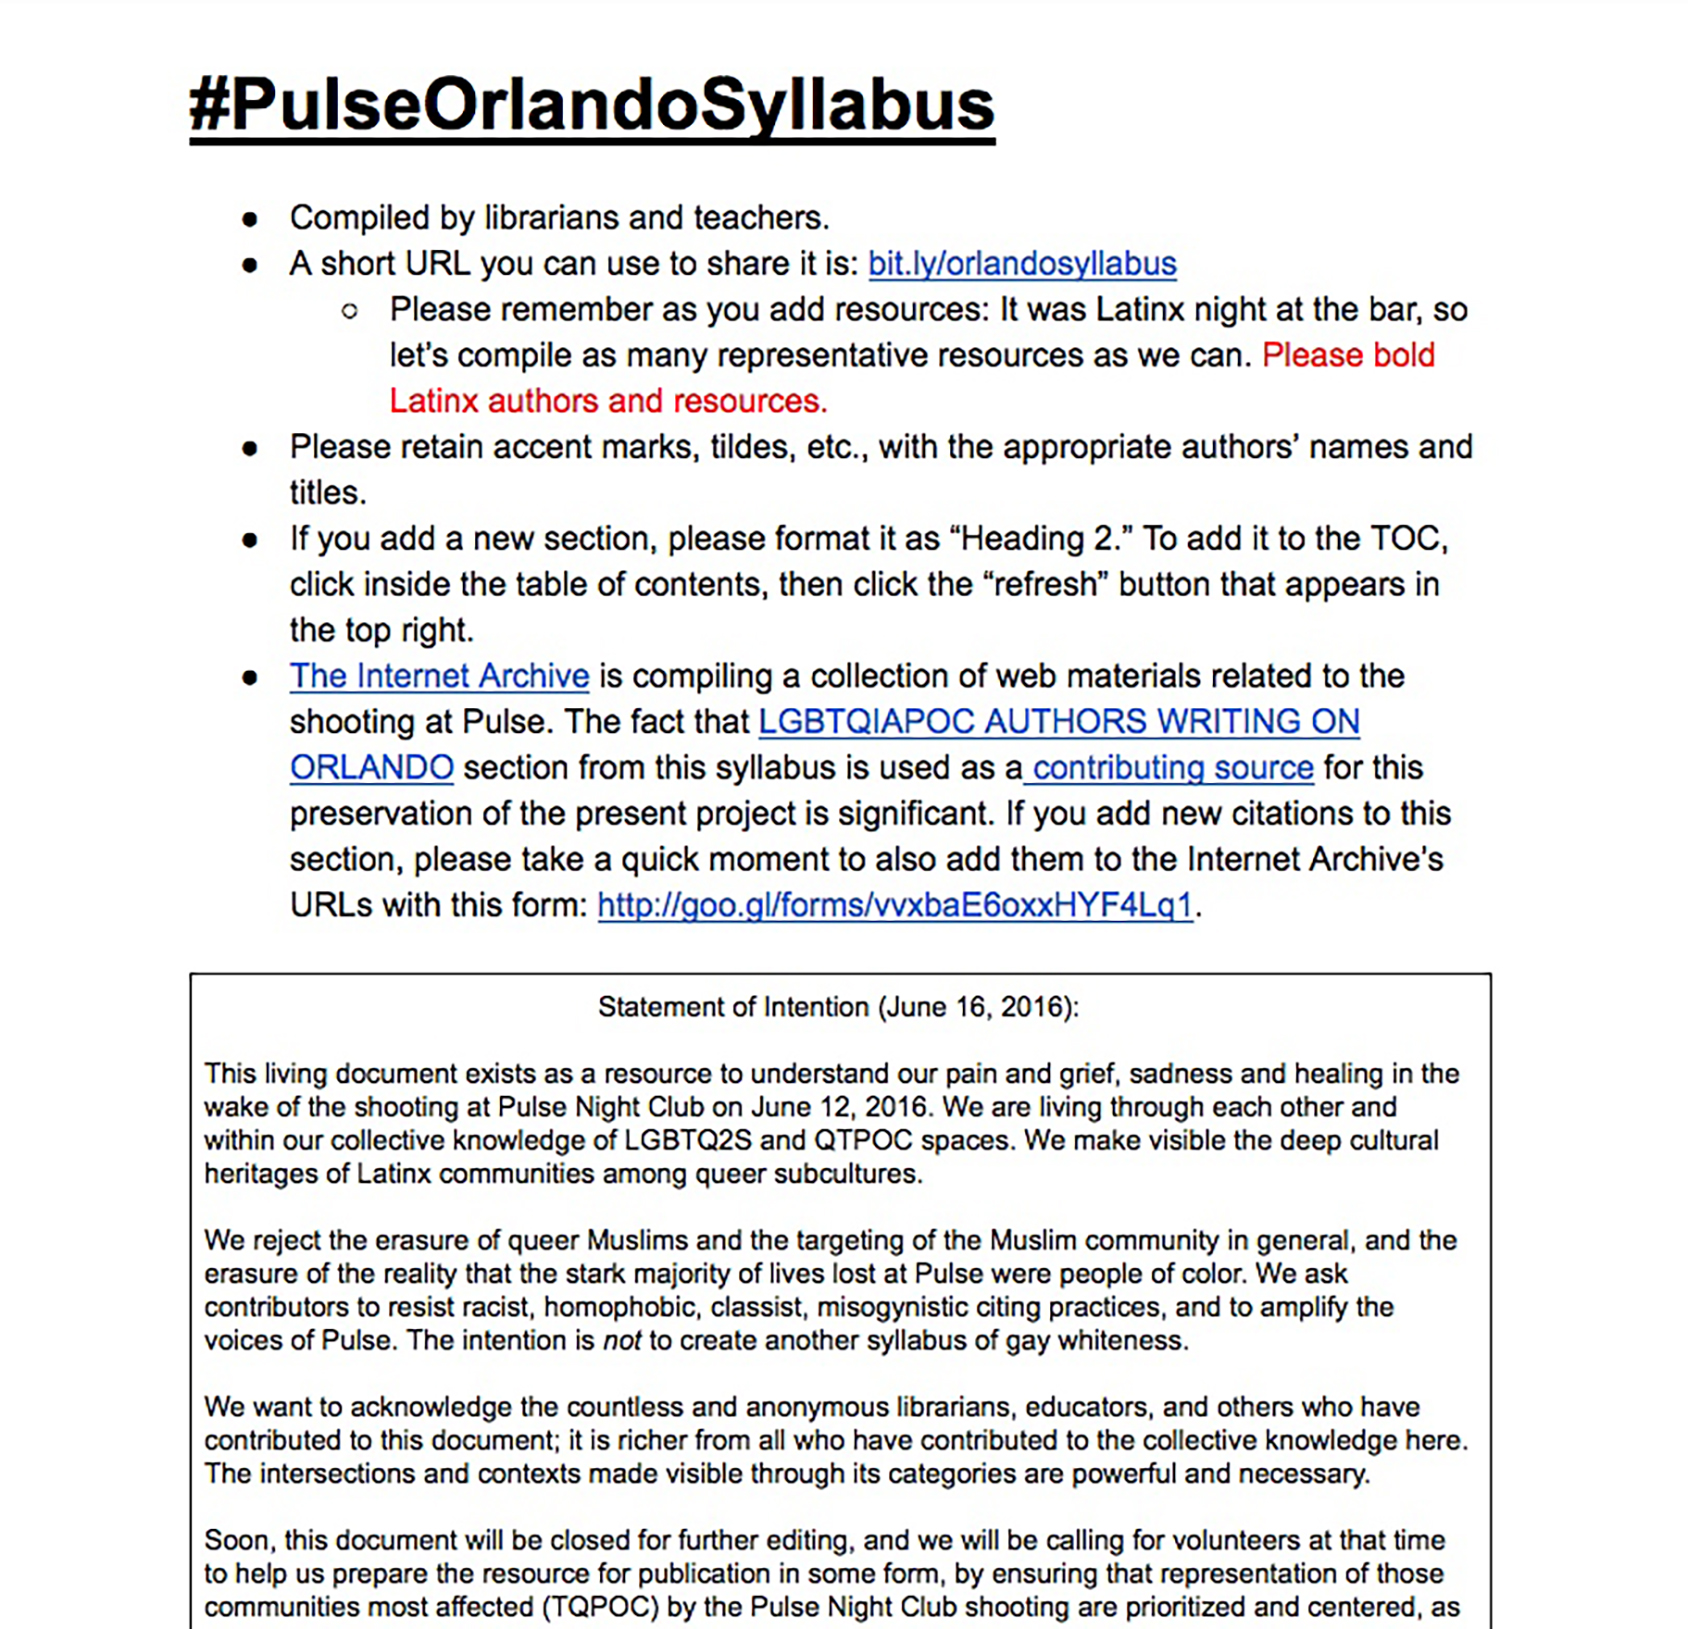 #PulseOrlandoSyllabus
● Compiled by librarians and teachers.
● A short URL you can use to share it is: bit.ly/orlandosyllabus
○ Please remember as you add resources: It was Latinx night at the bar, so
let’s compile as many representative resources as we can. Please bold
Latinx authors and resources.
● Please retain accent marks, tildes, etc., with the appropriate authors’ names and
titles.
● If you add a new section, please format it as “Heading 2.” To add it to the TOC,
click inside the table of contents, then click the “refresh” button that appears in
the top right.
● The Internet Archive is compiling a collection of web materials related to the
shooting at Pulse. The fact that LGBTQIAPOC AUTHORS WRITING ON
ORLANDO section from this syllabus is used as a contributing source for this
preservation of the present project is significant. If you add new citations to this
section, please take a quick moment to also add them to the Internet Archive's
URLs with this form: http://goo.gl/forms/vvxbaE6oxxHYF4Lq1.
Statement of Intention (June 16, 2016):
This living document exists as a resource to understand our pain and grief, sadness and healing in the
wake of the shooting at Pulse Night Club on June 12, 2016. We are living through each other and
within our collective knowledge of LGBTQ2S and QTPOC spaces. We make visible the deep cultural
heritages of Latinx communities among queer subcultures.
We reject the erasure of queer Muslims and the targeting of the Muslim community in general, and the
erasure of the reality that the stark majority of lives lost at Pulse were people of color. We ask
contributors to resist racist, homophobic, classist, misogynistic citing practices, and to amplify the
voices of Pulse. The intention is not to create another syllabus of gay whiteness.
We want to acknowledge the countless and anonymous librarians, educators, and others who have
contributed to this document; it is richer from all who have contributed to the collective knowledge here.
The intersections and contexts made visible through its categories are powerful and necessary.
Soon, this document will be closed for further editing, and we will be calling for volunteers at that time
to help us prepare the resource for publication in some form, by ensuring that representation of those
communities most affected (TQPOC) by the Pulse Night Club shooting are prioritized and centered, as